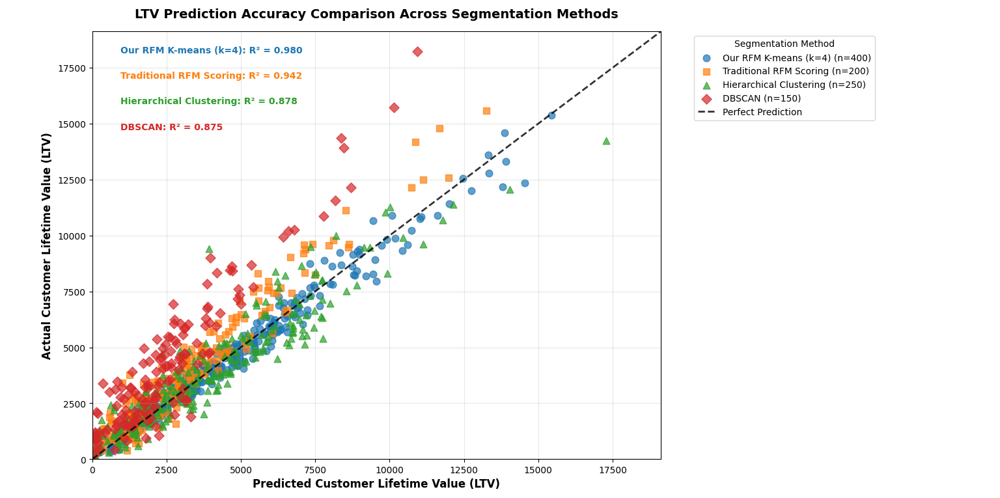 LTV Prediction Accuracy Comparison Across Segmentation Methods
Our RFM K-means (k=4): R² = 0.980
Traditional RFM Scoring: R² = 0.942
Hierarchical Clustering: R² = 0.878
DBSCAN: R² = 0.875
Actual Customer Lifetime Value (LTV)
17500
15000
12500
10000
7500
5000
2500
0
0 2500 5000 7500 10000 12500 15000 17500
Predicted Customer Lifetime Value (LTV)
Segmentation Method
Our RFM K-means (k=4) (n=400)
Traditional RFM Scoring (n=200)
Hierarchical Clustering (n=250)
DBSCAN (n=150)
Perfect Prediction